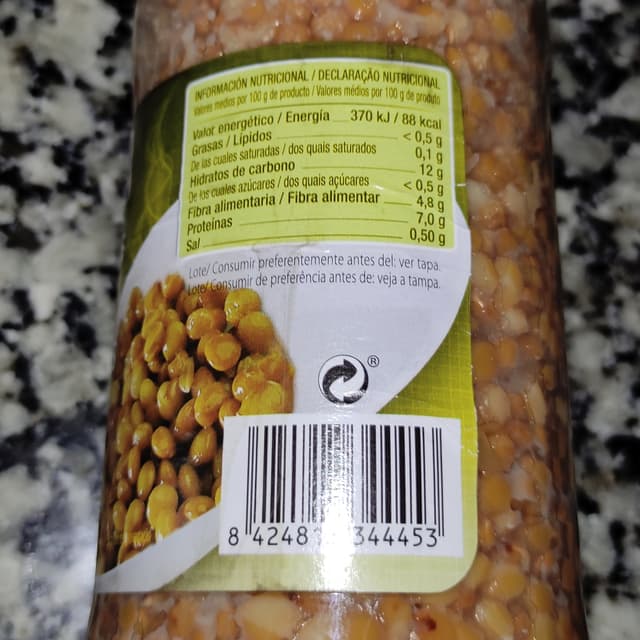 INFORMACIÓN NUTRICIONAL / DECLARAÇÃO NUTRICIONAL
Valores medios por 100 g de producto / Valores médios por 100 g de produto
Valor energético / Energía 370 kJ / 88 kcal
Grasas / Lípidos < 0,5 g
De las cuales saturadas / dos quais saturados 0,1 g
Hidratos de carbono 12 g
De los cuales azúcares / dos quais açúcares < 0,5 g
Fibra alimentaria / Fibra alimentar 4,8 g
Proteínas 7,0 g
Sal 0,50 g
Lote/ Consumir preferentemente antes del: ver tapa.
Lote/ Consumir de preferência antes de: veja a tampa.
®
8 4248 344453